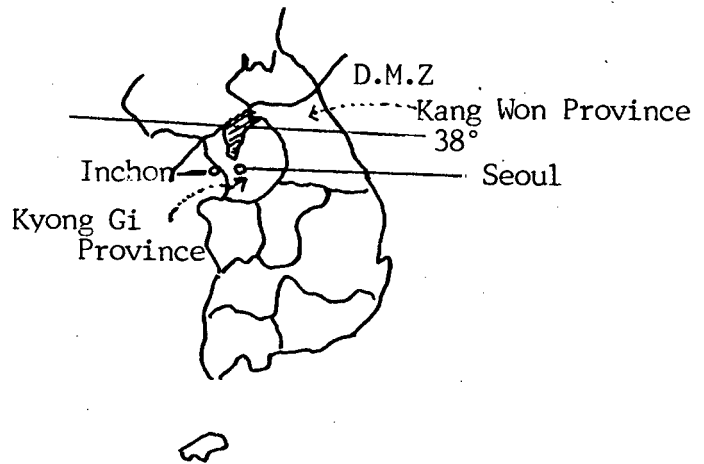 D.M.Z
Kang Won Province
38°
Inchon
Seoul
Kyong Gi
Province